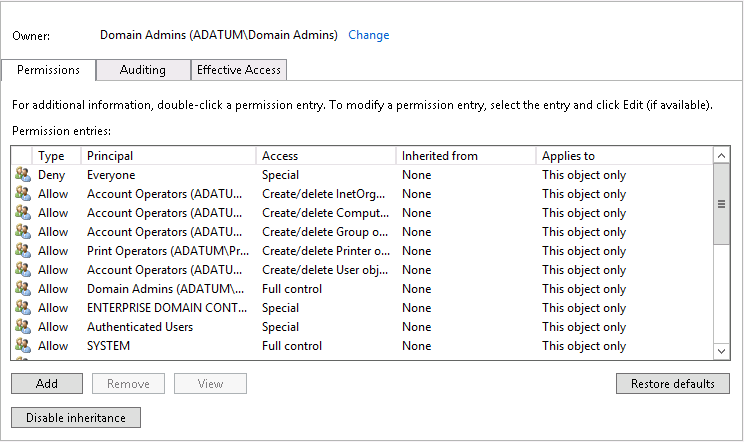 Owner: Domain Admins (ADATUM\Domain Admins) Change
Permissions Auditing Effective Access
For additional information, double-click a permission entry. To modify a permission entry, select the entry and click Edit (if available).
Permission entries:
Type Principal Access Inherited from Applies to
Deny Everyone Special None This object only
Allow Account Operators (ADATU... Create/delete InetOrg... None This object only
Allow Account Operators (ADATU... Create/delete Comput... None This object only
Allow Account Operators (ADATU... Create/delete Group o... None This object only
Allow Print Operators (ADATUM\Pr... Create/delete Printer o... None This object only
Allow Account Operators (ADATU... Create/delete User obj... None This object only
Allow Domain Admins (ADATUM\... Full control None This object only
Allow ENTERPRISE DOMAIN CONT... Special None This object only
Allow Authenticated Users Special None This object only
Allow SYSTEM Full control None This object only
Add Remove View Restore defaults
Disable inheritance